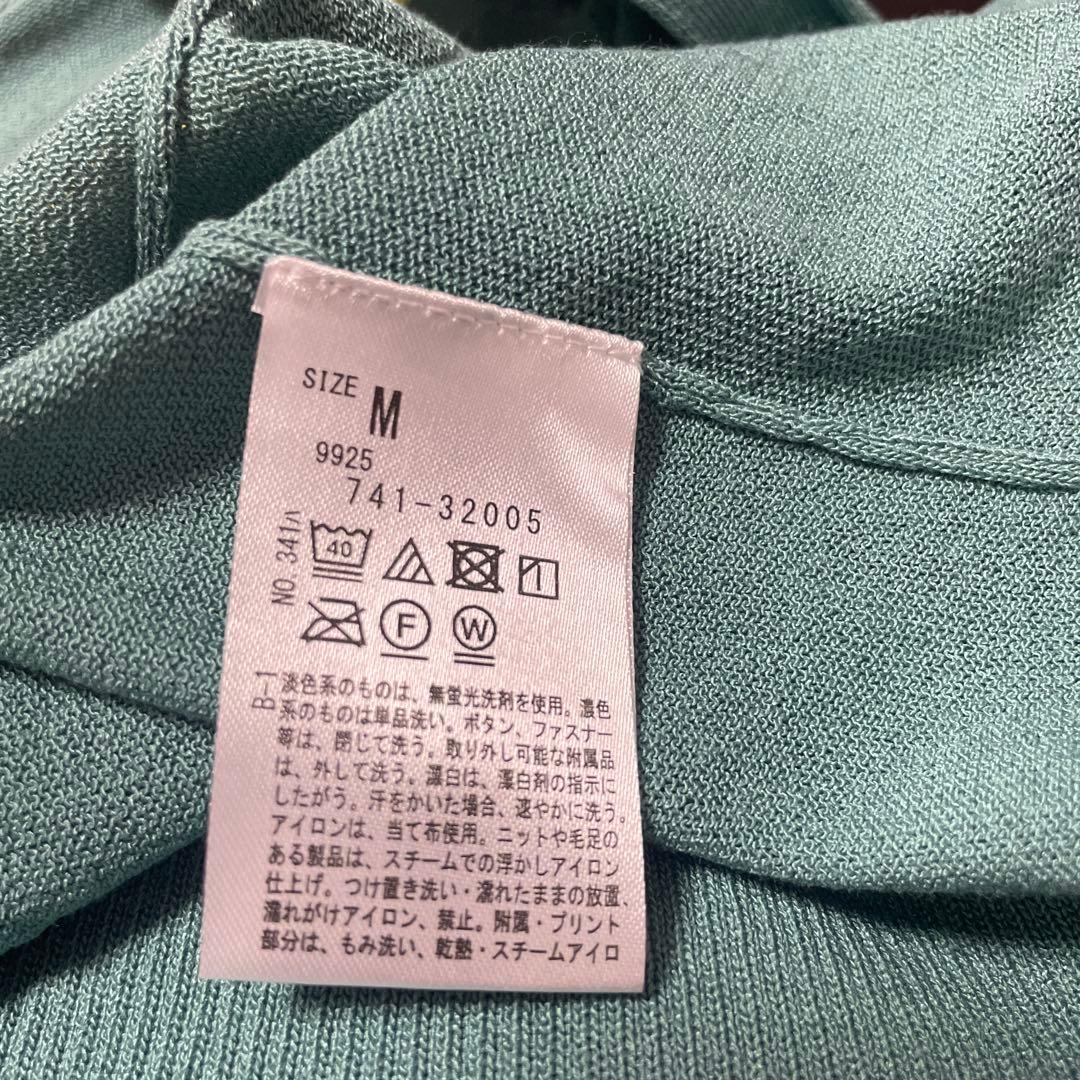 SIZE M
9925
741-32005
NO. 341ハ
40
F W
B-1
淡色系のものは、無蛍光洗剤を使用。濃色
系のものは単品洗い。ボタン、ファスナー
等は、閉じて洗う。取り外し可能な附属品
は、外して洗う。漂白は、漂白剤の指示に
したがう。汗をかいた場合、速やかに洗う。
アイロンは、当て布使用。ニットや毛足の
ある製品は、スチームでの浮かしアイロン
仕上げ。つけ置き洗い・濡れたままの放置、
濡れがけアイロン、禁止。附属・プリント
部分は、もみ洗い、乾熱・スチームアイロ